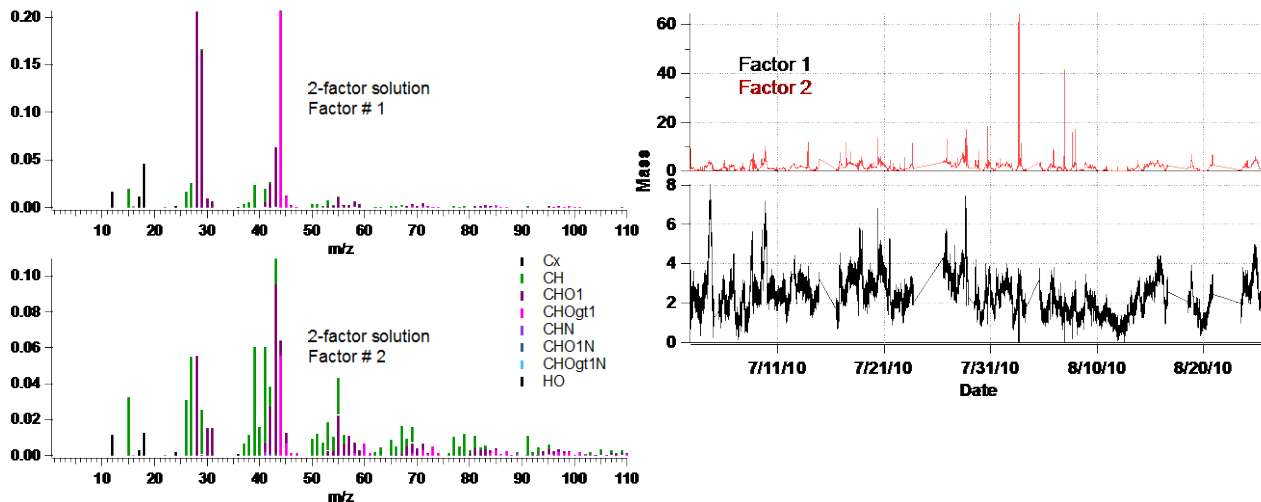 0.20
0.15
0.10
0.05
0.00
2-factor solution
Factor # 1
10 20 30 40 50 60 70 80 90 100 110
m/z
0.10
0.08
0.06
0.04
0.02
0.00
2-factor solution
Factor # 2
Cx
CH
CHO1
CHOgt1
CHN
CHO1N
CHOgt1N
HO
10 20 30 40 50 60 70 80 90 100 110
m/z
60
40
20
0
Factor 1
Factor 2
Mass
8
6
4
2
0
7/11/10 7/21/10 7/31/10 8/10/10 8/20/10
Date